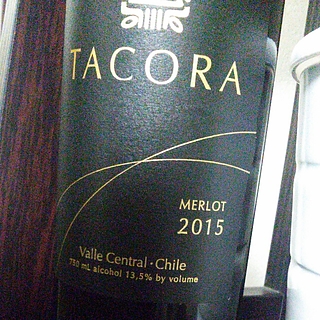 TACORA
MERLOT
2015
Valle Central · Chile
750 mL alcohol 13,5% by volume